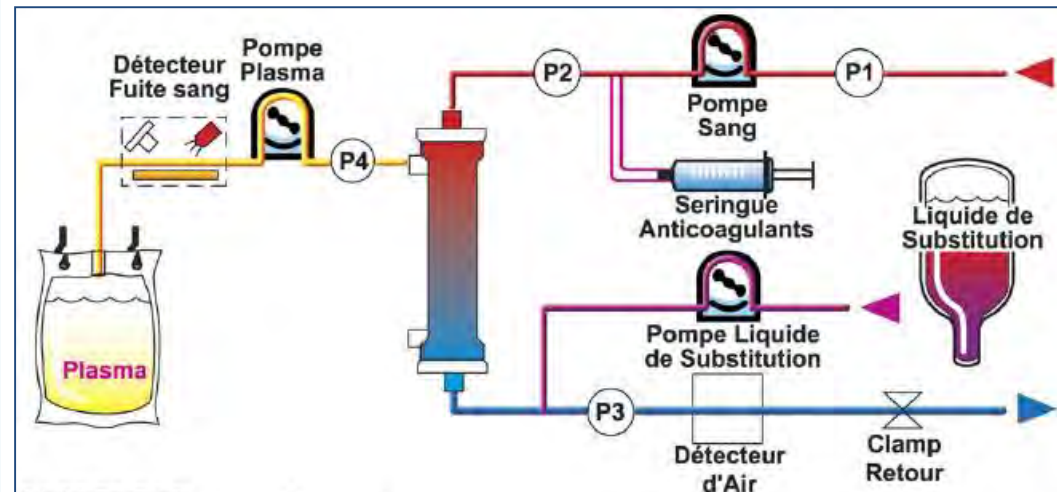 Détecteur
Fuite sang
Pompe
Plasma
P4
P2
P1
Pompe
Sang
Seringue
Anticoagulants
Liquide de
Substitution
Pompe Liquide
de Substitution
Plasma
P3
Détecteur
d'Air
Clamp
Retour